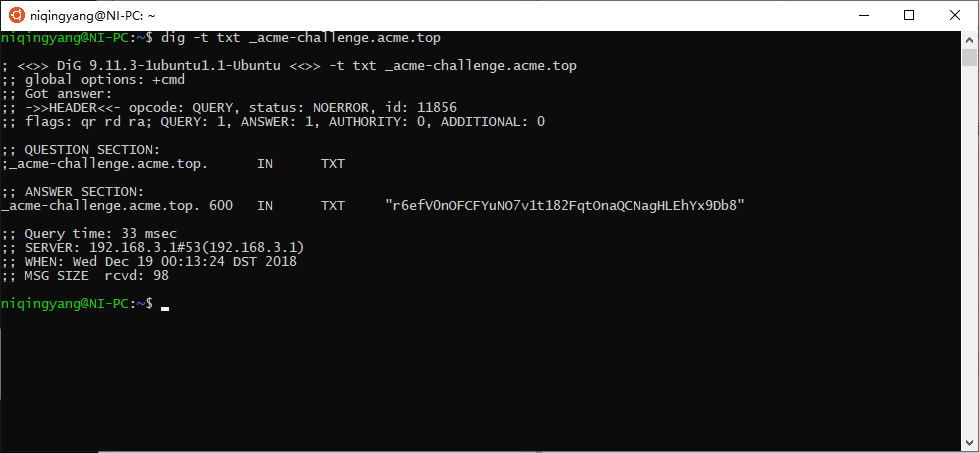 niqingyang@NI-PC: ~
niqingyang@NI-PC:~$ dig -t txt _acme-challenge.acme.top
; <<>> DiG 9.11.3-1ubuntu1.1-Ubuntu <<>> -t txt _acme-challenge.acme.top
;; global options: +cmd
;; Got answer:
;; ->>HEADER<<- opcode: QUERY, status: NOERROR, id: 11856
;; flags: qr rd ra; QUERY: 1, ANSWER: 1, AUTHORITY: 0, ADDITIONAL: 0
;; QUESTION SECTION:
;_acme-challenge.acme.top. IN TXT
;; ANSWER SECTION:
_acme-challenge.acme.top. 600 IN TXT "r6efV0nOFCFYuNO7v1t182FqtOnaQCNagHLEhYx9Db8"
;; Query time: 33 msec
;; SERVER: 192.168.3.1#53(192.168.3.1)
;; WHEN: Wed Dec 19 00:13:24 DST 2018
;; MSG SIZE rcvd: 98
niqingyang@NI-PC:~$